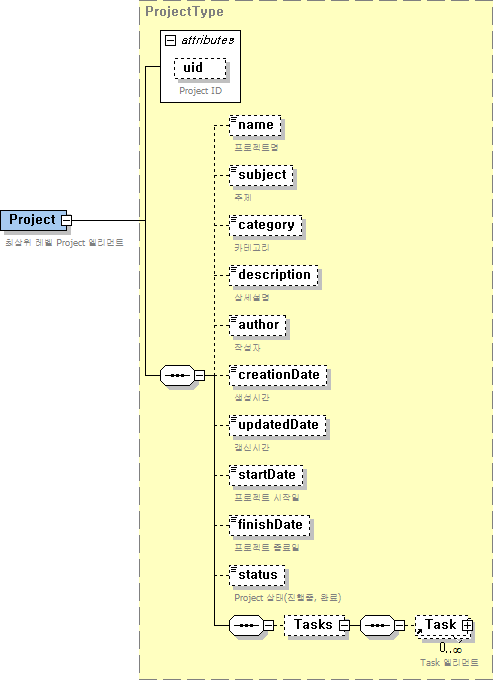 ProjectType
attributes
uid
Project ID
name
프로젝트명
subject
주제
category
카테고리
Project
description
최상위 레벨 Project 엘리먼트
상세설명
author
작성자
creationDate
생성시간
updatedDate
갱신시간
startDate
프로젝트 시작일
finishDate
프로젝트 종료일
status
Project 상태(진행중, 완료)
Tasks
Task
0..∞
Task 엘리먼트